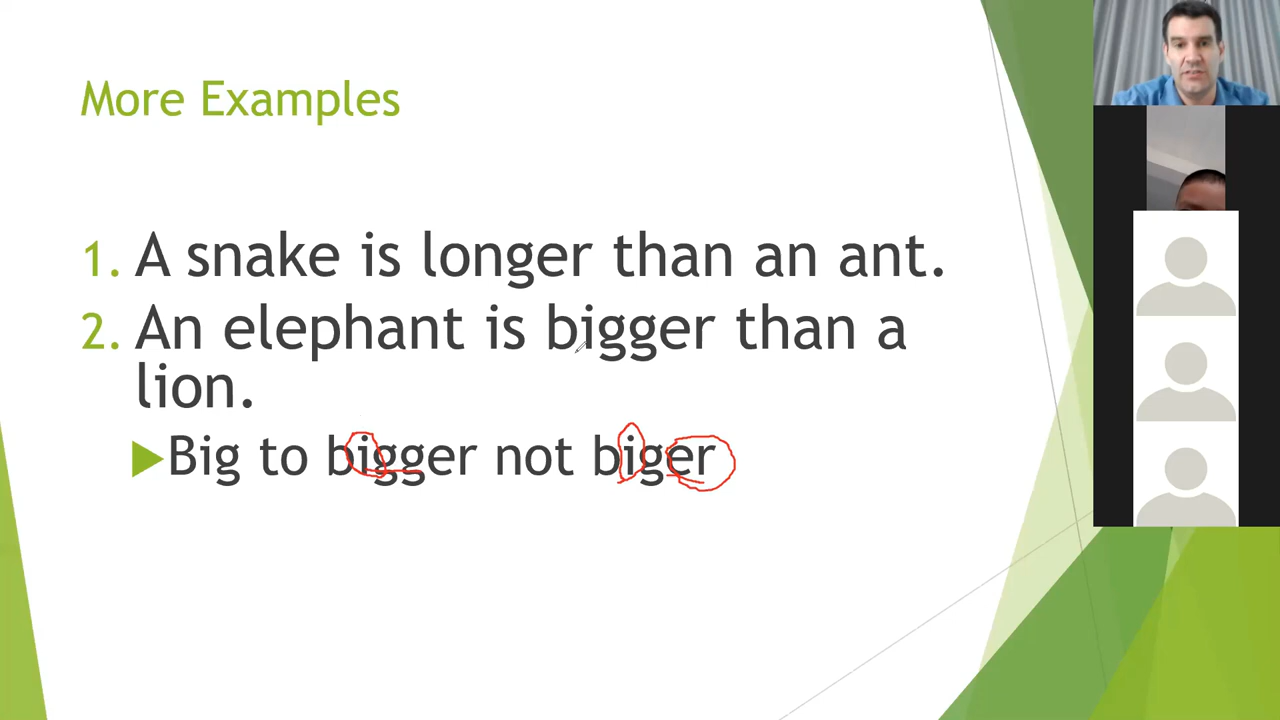 More Examples
1. A snake is longer than an ant.
2. An elephant is bigger than a
lion.
Big to bigger not biger